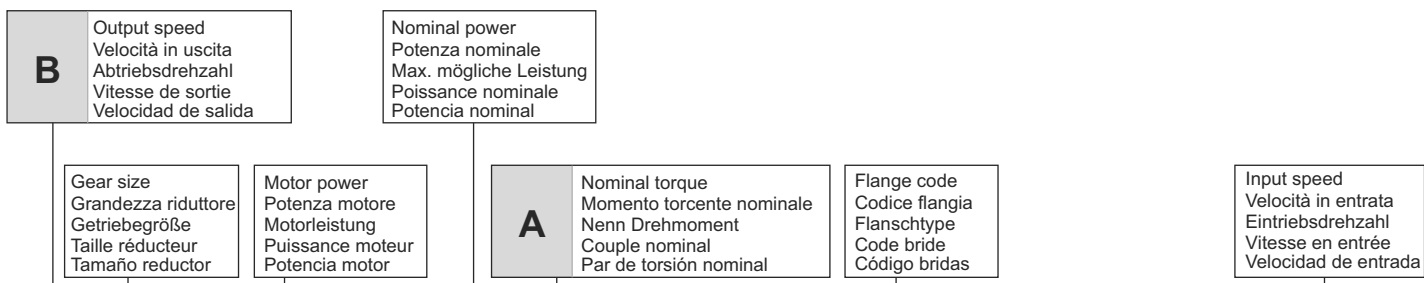 B
Output speed
Velocità in uscita
Abtriebsdrehzahl
Vitesse de sortie
Velocidad de salida
Nominal power
Potenza nominale
Max. mögliche Leistung
Poissance nominale
Potencia nominal
Gear size
Grandezza riduttore
Getriebegröße
Taille réducteur
Tamaño reductor
Motor power
Potenza motore
Motorleistung
Puissance moteur
Potencia motor
A
Nominal torque
Momento torcente nominale
Nenn Drehmoment
Couple nominal
Par de torsión nominal
Flange code
Codice flangia
Flanschtype
Code bride
Código bridas
Input speed
Velocità in entrata
Eintriebsdrehzahl
Vitesse en entrée
Velocidad de entrada